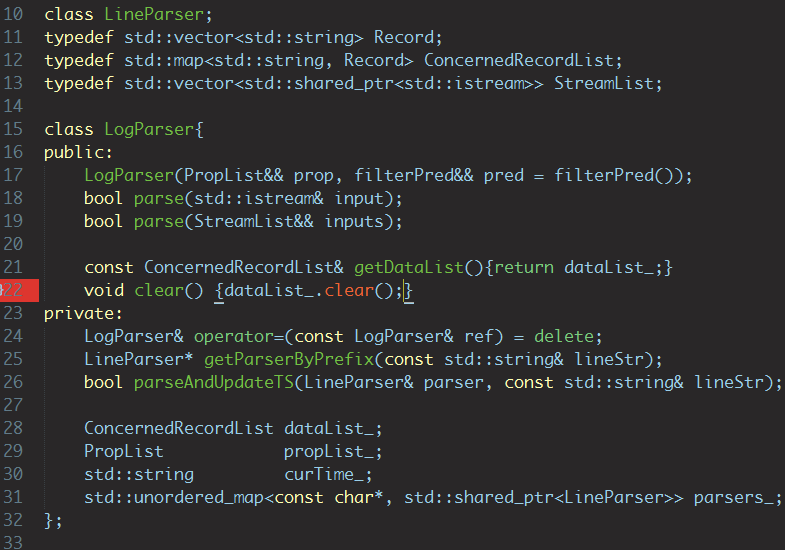 10 class LineParser;
11 typedef std::vector<std::string> Record;
12 typedef std::map<std::string, Record> ConcernedRecordList;
13 typedef std::vector<std::shared_ptr<std::istream>> StreamList;
14
15 class LogParser{
16 public:
17     LogParser(PropList&& prop, filterPred&& pred = filterPred());
18     bool parse(std::istream& input);
19     bool parse(StreamList&& inputs);
20
21     const ConcernedRecordList& getDataList(){return dataList_;}
22     void clear() {dataList_.clear();}
23 private:
24     LogParser& operator=(const LogParser& ref) = delete;
25     LineParser* getParserByPrefix(const std::string& lineStr);
26     bool parseAndUpdateTS(LineParser& parser, const std::string& lineStr);
27
28     ConcernedRecordList dataList_;
29     PropList            propList_;
30     std::string         curTime_;
31     std::unordered_map<const char*, std::shared_ptr<LineParser>> parsers_;
32 };
33